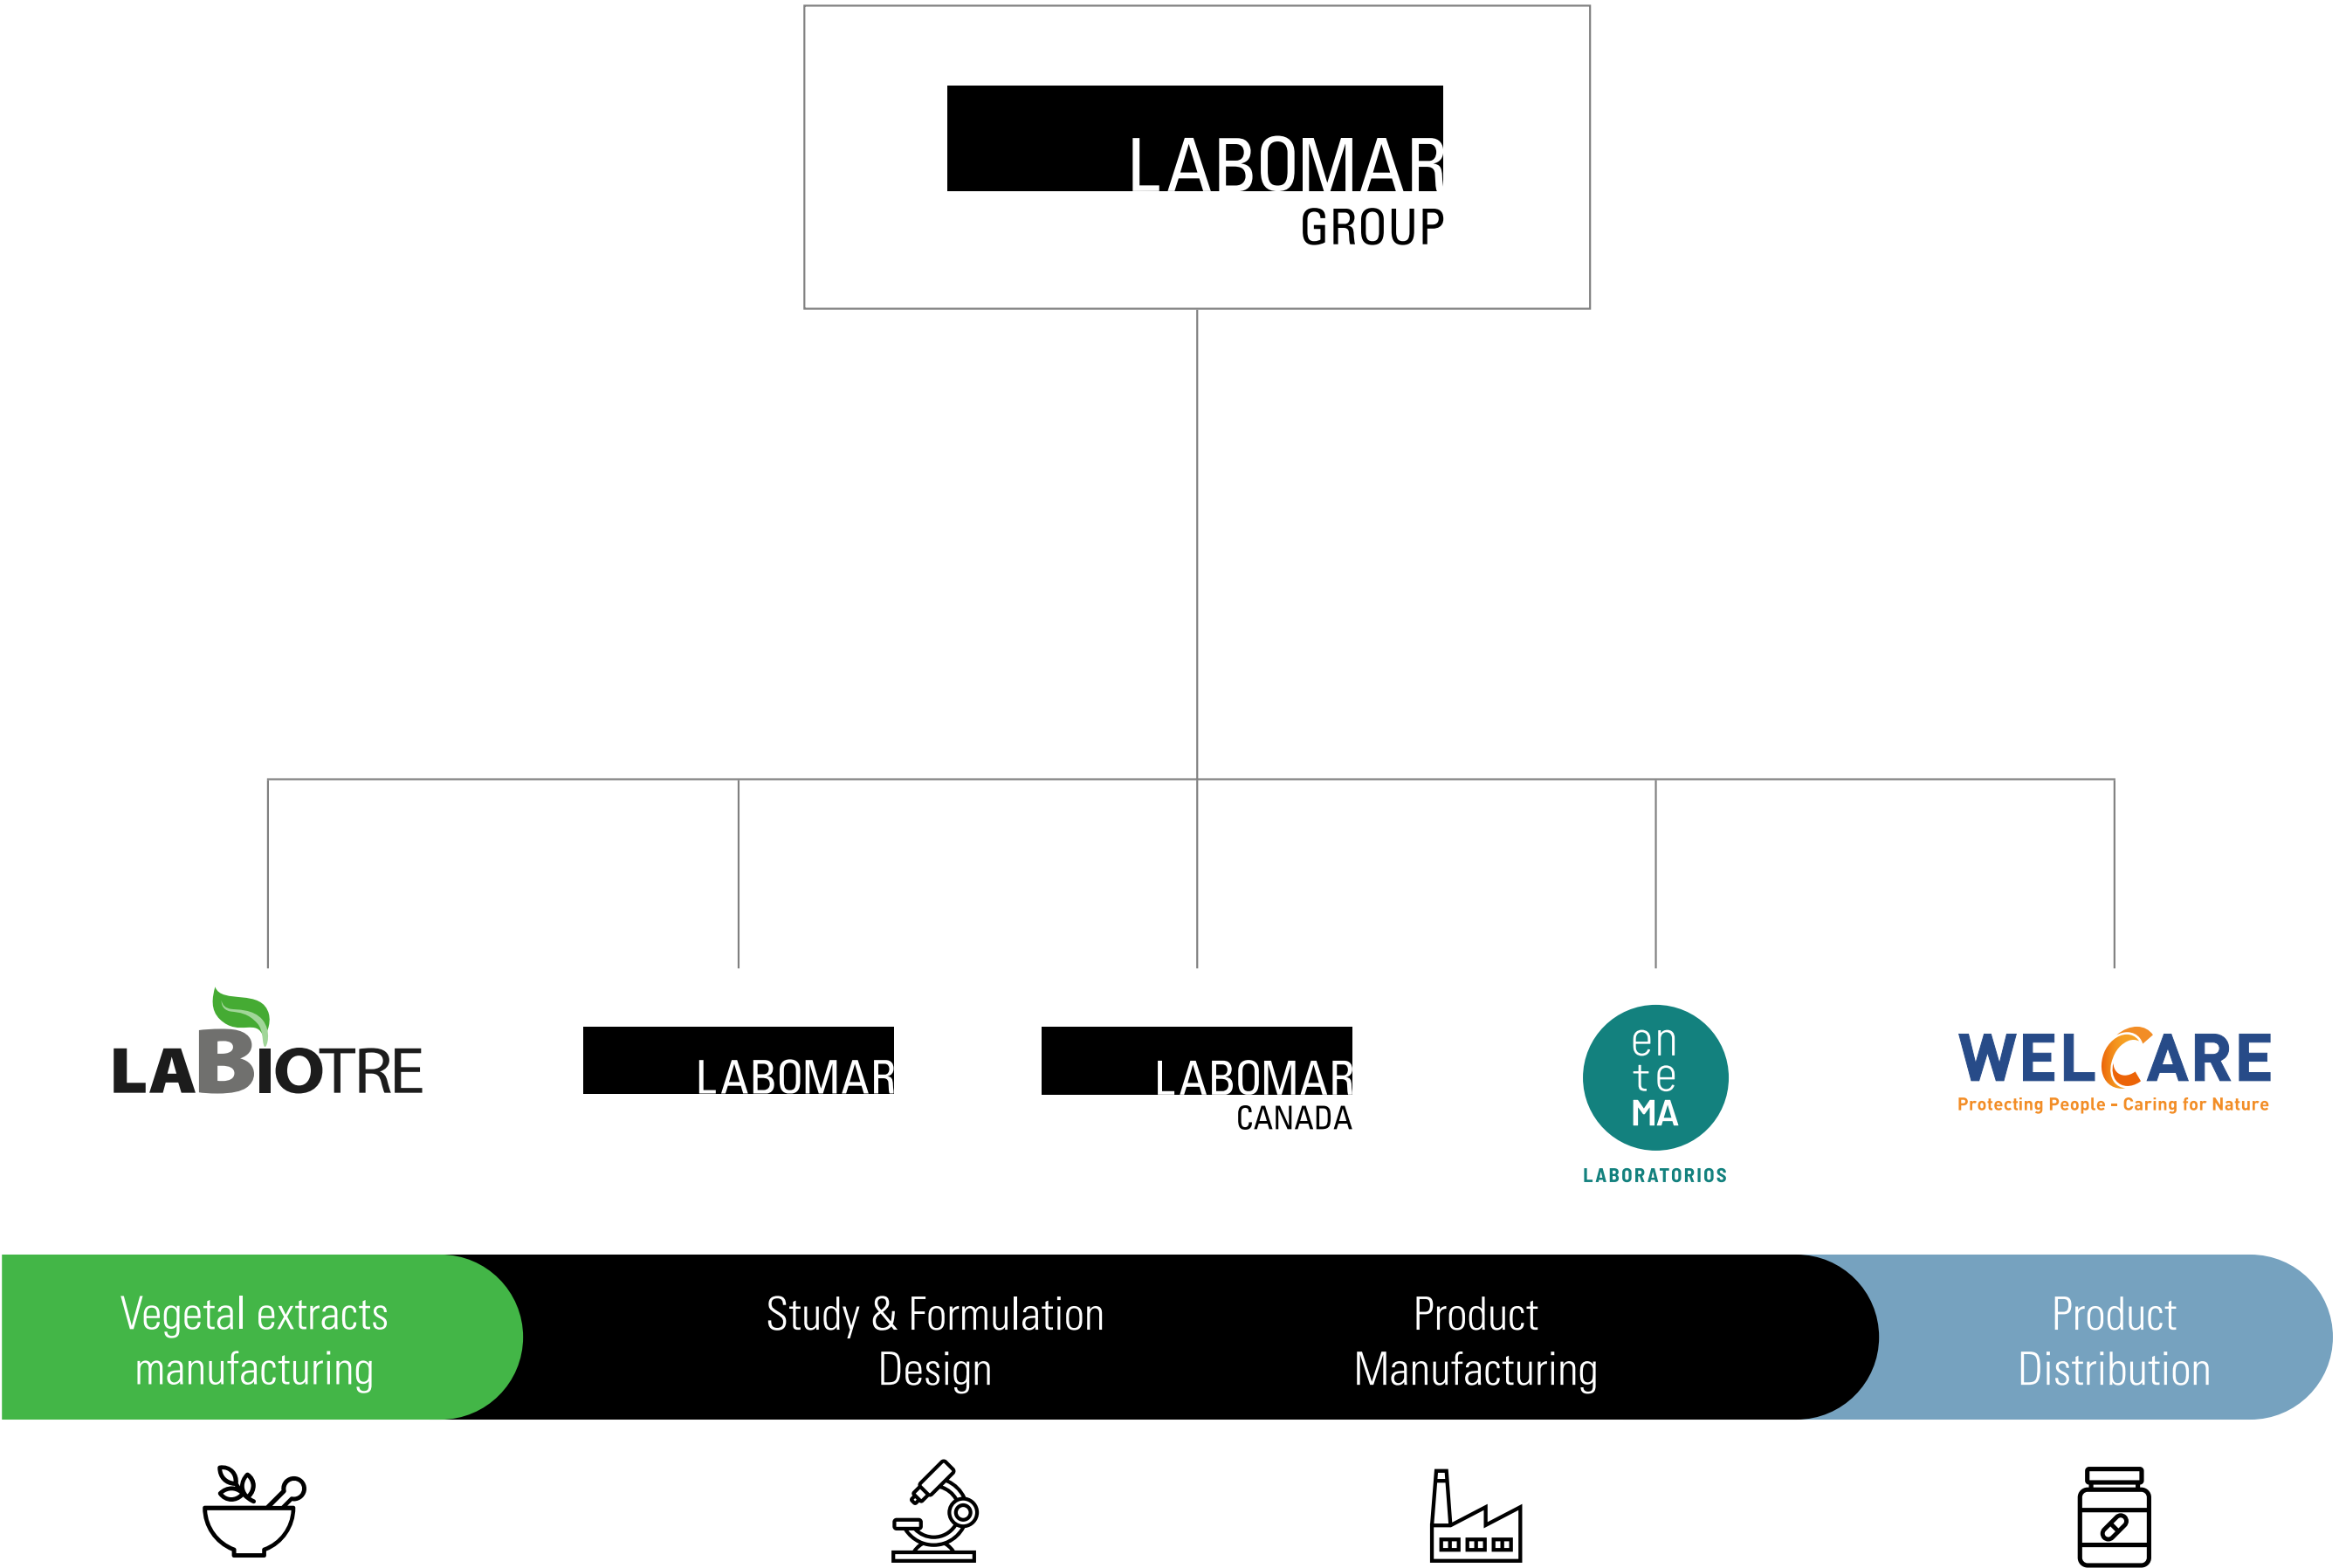 LABOMAR
GROUP
LABIOTRE
LABOMAR
LABOMAR
CANADA
en
te
MA
LABORATORIOS
WELCARE
Protecting People - Caring for Nature
Vegetal extracts
manufacturing
Study & Formulation
Design
Product
Manufacturing
Product
Distribution